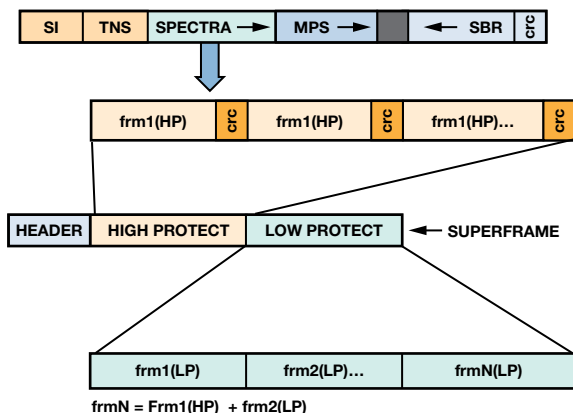 SI TNS SPECTRA MPS SBR crc
frm1(HP) crc frm1(HP) crc frm1(HP)... crc
HEADER HIGH PROTECT LOW PROTECT SUPERFRAME
frm1(LP) frm2(LP)... frmN(LP)
frmN = Frm1(HP) + frm2(LP)